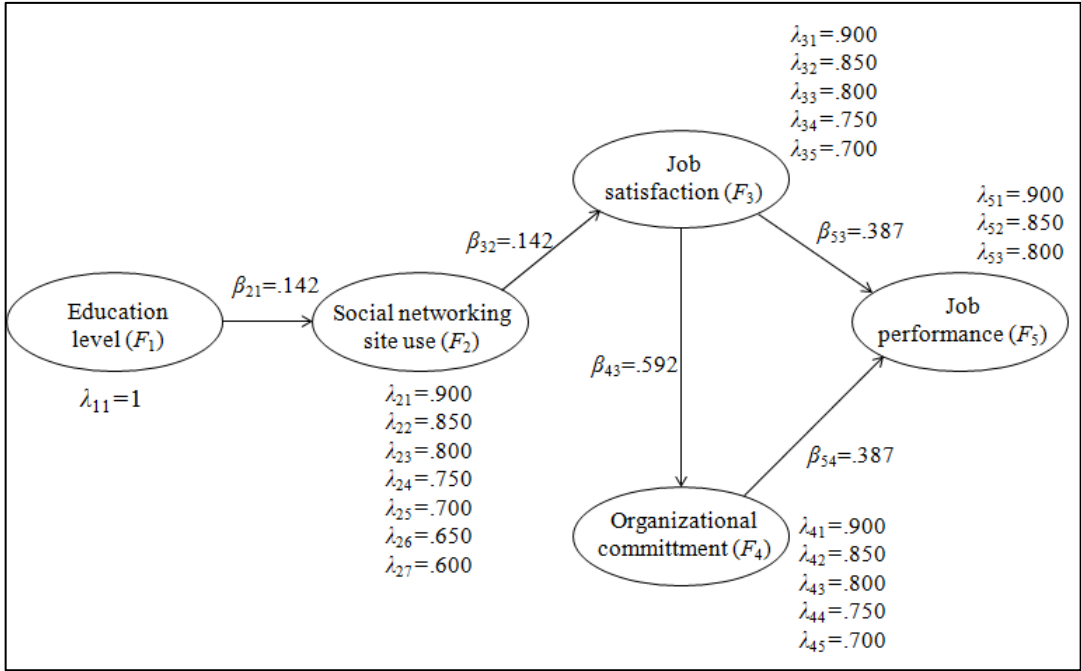 λ31=.900
λ32=.850
λ33=.800
λ34=.750
λ35=.700
Job
satisfaction (F3)
λ51=.900
λ52=.850
λ53=.800
β32=.142
β53=.387
β21=.142
Education
level (F1)
Social networking
site use (F2)
Job
performance (F5)
λ11=1
β43=.592
λ21=.900
λ22=.850
λ23=.800
λ24=.750
λ25=.700
λ26=.650
λ27=.600
β54=.387
Organizational
committment (F4)
λ41=.900
λ42=.850
λ43=.800
λ44=.750
λ45=.700